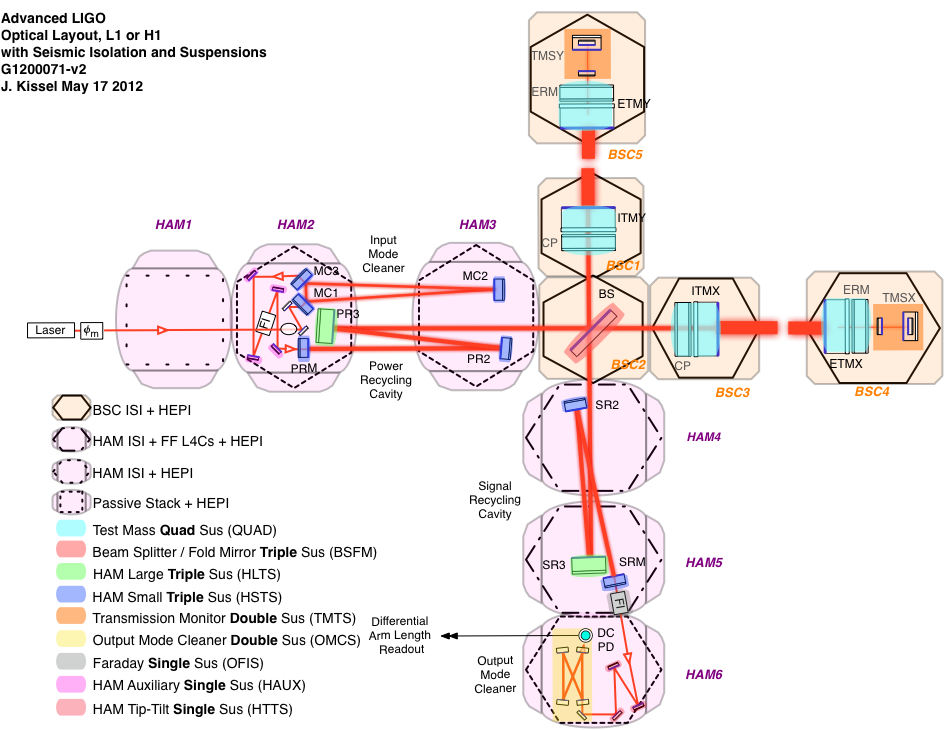 Advanced LIGO
Optical Layout, L1 or H1
with Seismic Isolation and Suspensions
G1200071-v2
J. Kissel May 17 2012
TMSY
ERM
ETMY
BSC5
ITMY
CP
BSC1
HAM1
HAM2
HAM3
Input
Mode
Cleaner
MC3
MC1
MC2
PR3
FI
Laser
ϕm
PRM
PR2
Power
Recycling
Cavity
BS
BSC2
ITMX
CP
BSC3
ERM
TMSX
ETMX
BSC4
SR2
HAM4
Signal
Recycling
Cavity
SR3
SRM
FI
HAM5
Differential
Arm Length
Readout
DC
PD
Output
Mode
Cleaner
HAM6
BSC ISI + HEPI
HAM ISI + FF L4Cs + HEPI
HAM ISI + HEPI
Passive Stack + HEPI
Test Mass Quad Sus (QUAD)
Beam Splitter / Fold Mirror Triple Sus (BSFM)
HAM Large Triple Sus (HLTS)
HAM Small Triple Sus (HSTS)
Transmission Monitor Double Sus (TMTS)
Output Mode Cleaner Double Sus (OMCS)
Faraday Single Sus (OFIS)
HAM Auxiliary Single Sus (HAUX)
HAM Tip-Tilt Single Sus (HTTS)